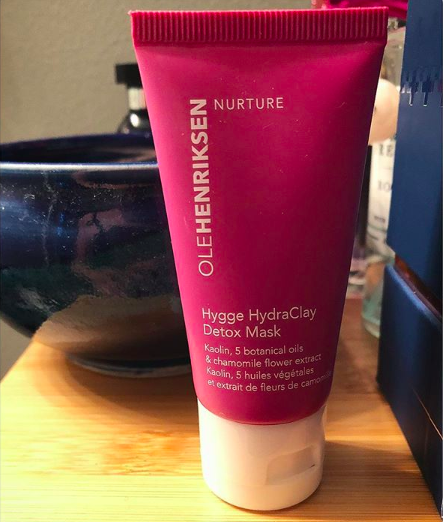 NURTURE
OLEHENRIKSEN
Hygge HydraClay
Detox Mask
Kaolin, 5 botanical oils
& chamomile flower extract
Kaolin, 5 huiles végétales
et extrait de fleurs de camomille